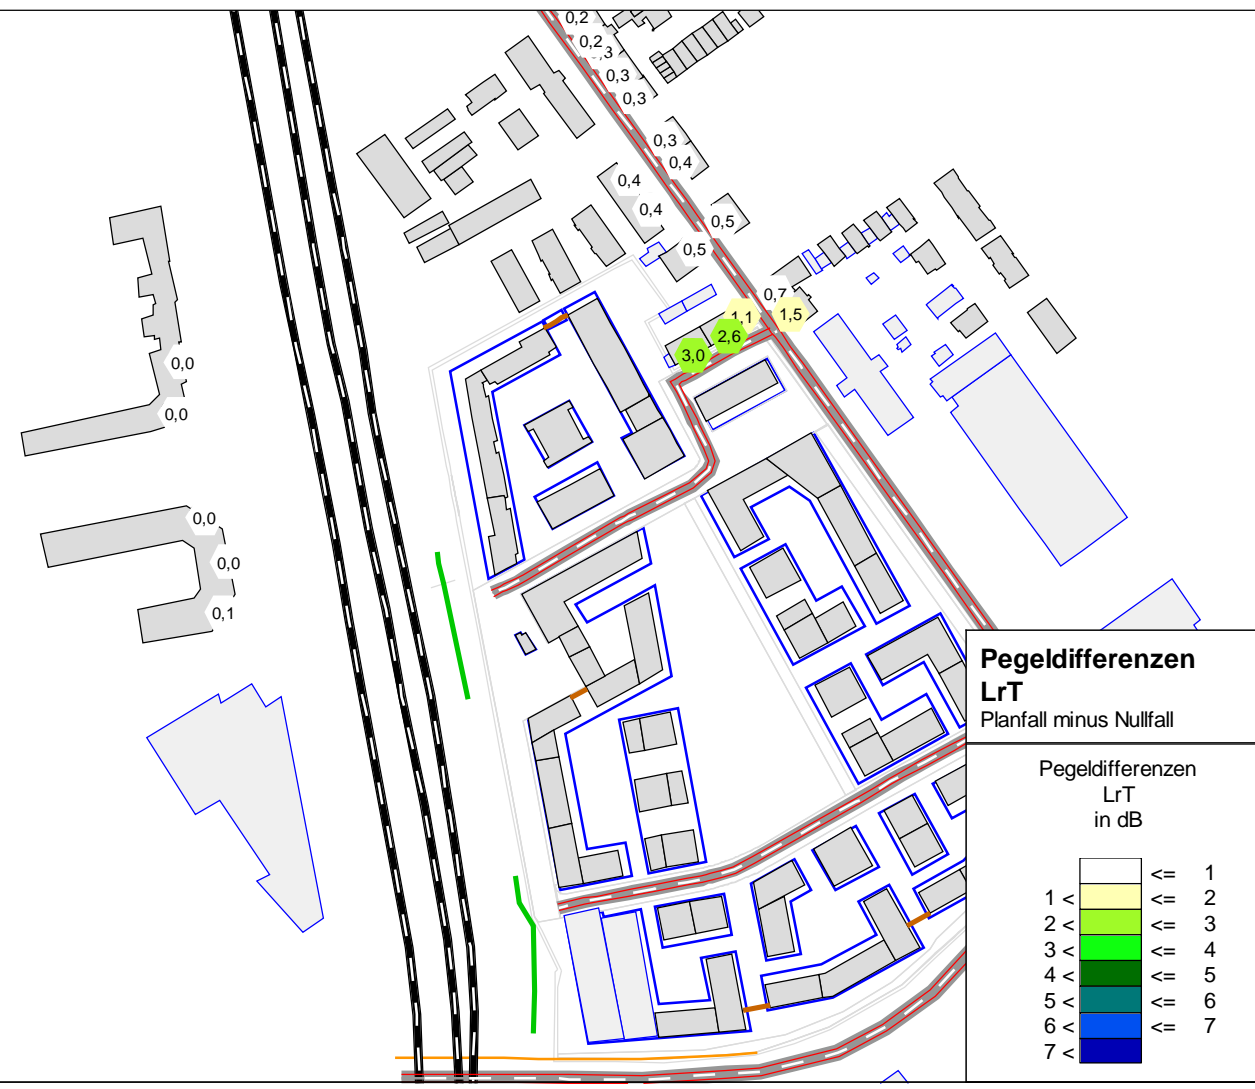 0,2
0,2
,3
0,3
0,3
0,3
0,4
0,4
0,4
0,5
0,5
0,7
1,1
1,5
2,6
3,0
0,0
0,0
0,0
0,0
0,1
Pegeldifferenzen
LrT
Planfall minus Nullfall
Pegeldifferenzen
LrT
in dB
<= 1
1 < <= 2
2 < <= 3
3 < <= 4
4 < <= 5
5 < <= 6
6 < <= 7
7 <